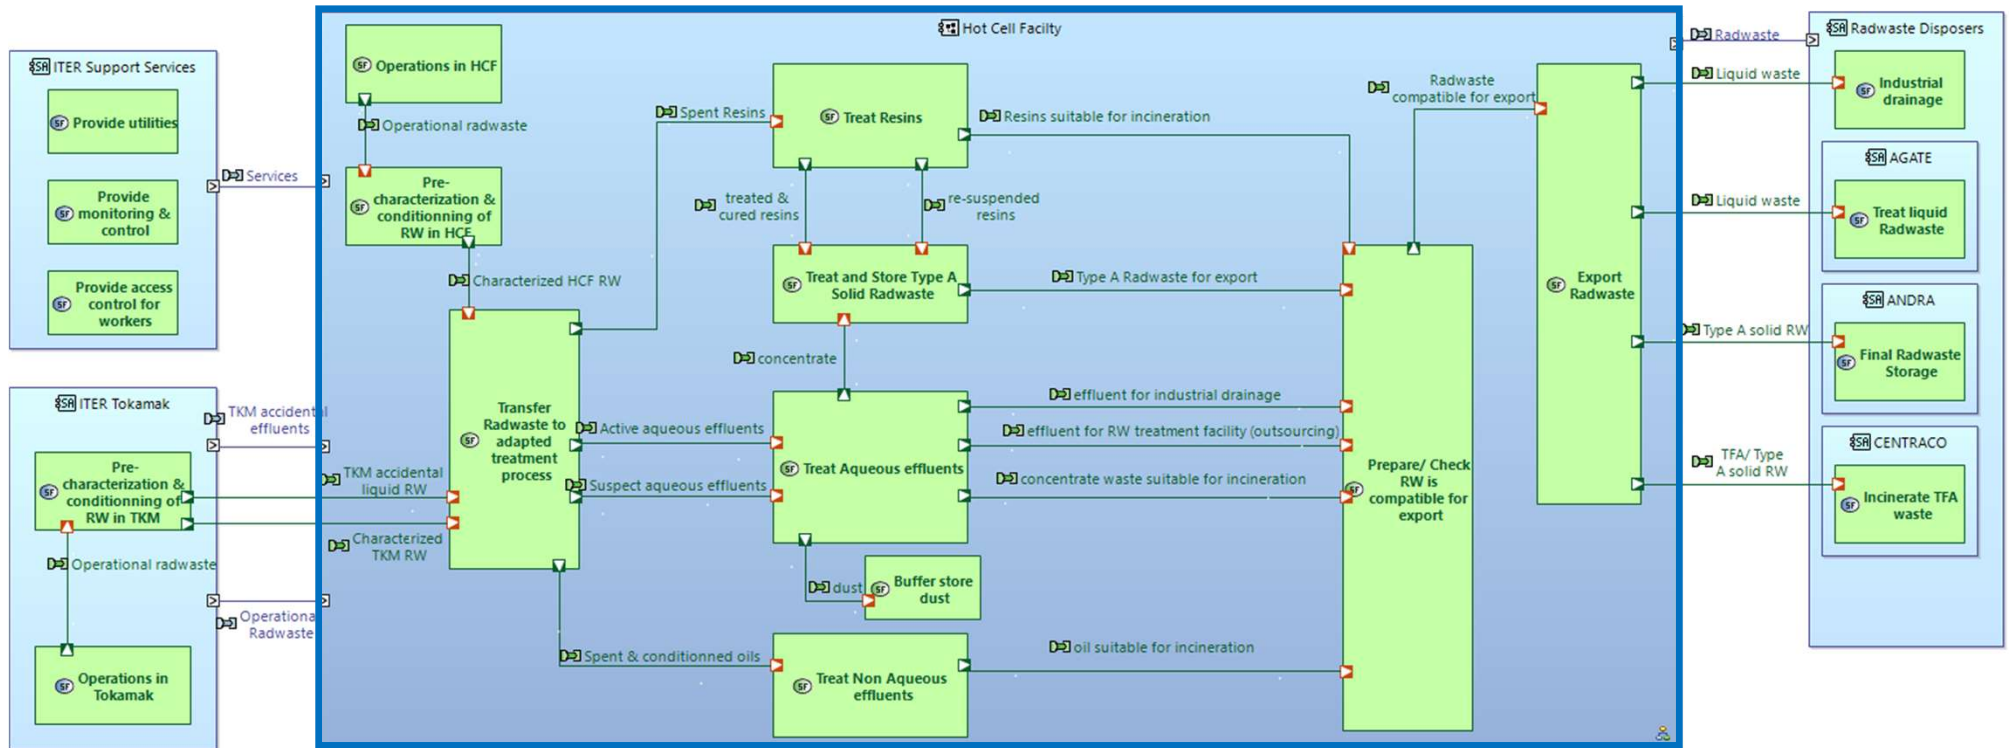 Hot Cell Facilty
ITER Support Services
Provide utilities
Provide
monitoring &
control
Provide access
control for
workers
Services
ITER Tokamak
Pre-
characterization &
conditionning of
RW in TKM
Operational radwaste
Operations in
Tokamak
TKM accidental
effluents
TKM accidental
liquid RW
Characterized
TKM RW
Operationa
Radwaste
Operations in HCF
Operational radwaste
Pre-
characterization &
conditionning of
RW in HCF
Characterized HCF RW
Transfer
Radwaste to
adapted
treatment
process
Spent Resins
Active aqueous effluents
Suspect aqueous effluents
Spent & conditionned oils
Treat Resins
treated &
cured resins
re-suspended
resins
Treat and Store Type A
Solid Radwaste
concentrate
Treat Aqueous effluents
dust
Buffer store
dust
Treat Non Aqueous
effluents
Resins suitable for incineration
Type A Radwaste for export
effluent for industrial drainage
effluent for RW treatment facility (outsourcing)
concentrate waste suitable for incineration
oil suitable for incineration
Prepare/ Check
RW is
compatible for
export
Radwaste
compatible for export
Export
Radwaste
Radwaste
Liquid waste
Liquid waste
Type A solid RW
TFA/ Type
A solid RW
Radwaste Disposers
Industrial
drainage
AGATE
Treat liquid
Radwaste
ANDRA
Final Radwaste
Storage
CENTRACO
Incinerate TFA
waste